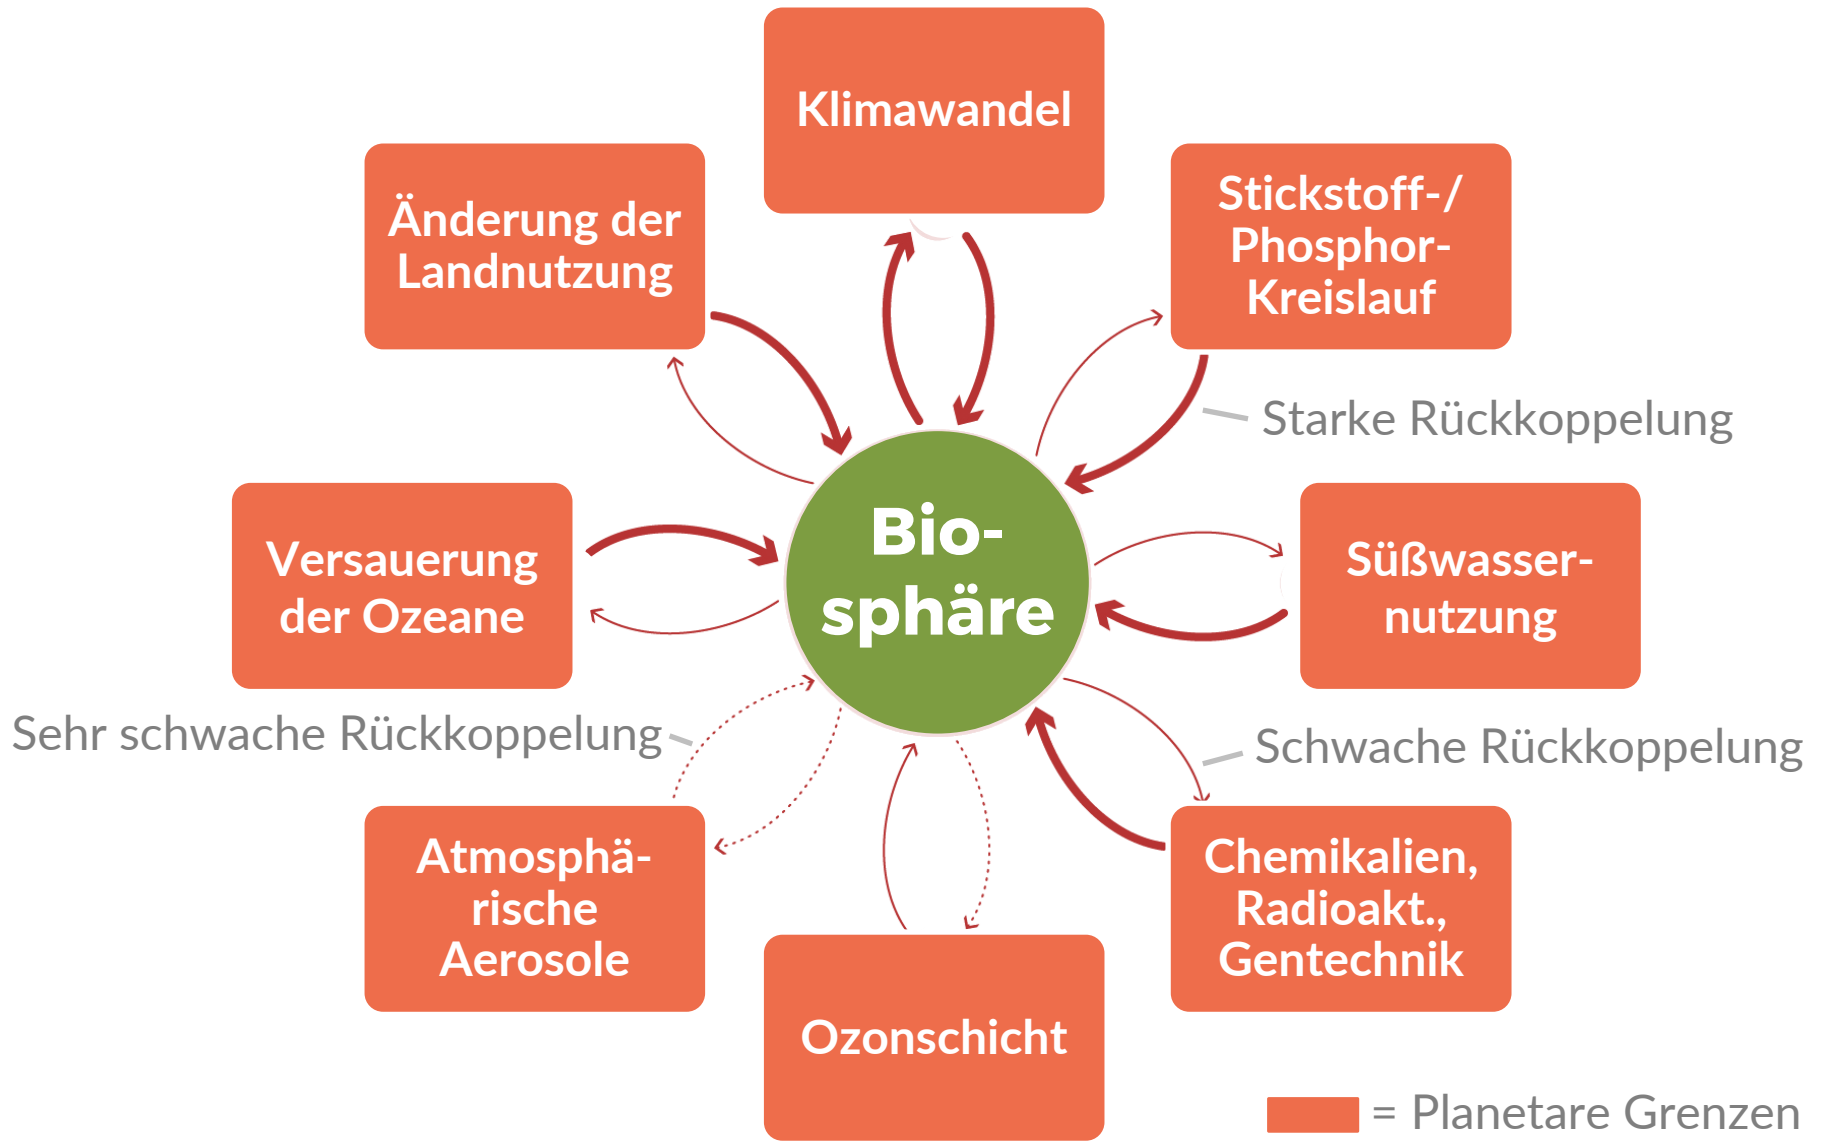 Klimawandel
Änderung der
Landnutzung
Stickstoff-/
Phosphor-
Kreislauf
Starke Rückkoppelung
Versauerung
der Ozeane
Bio-
sphäre
Süßwasser-
nutzung
Sehr schwache Rückkoppelung
Schwache Rückkoppelung
Atmosphä-
rische
Aerosole
Chemikalien,
Radioakt.,
Gentechnik
Ozonschicht
= Planetare Grenzen